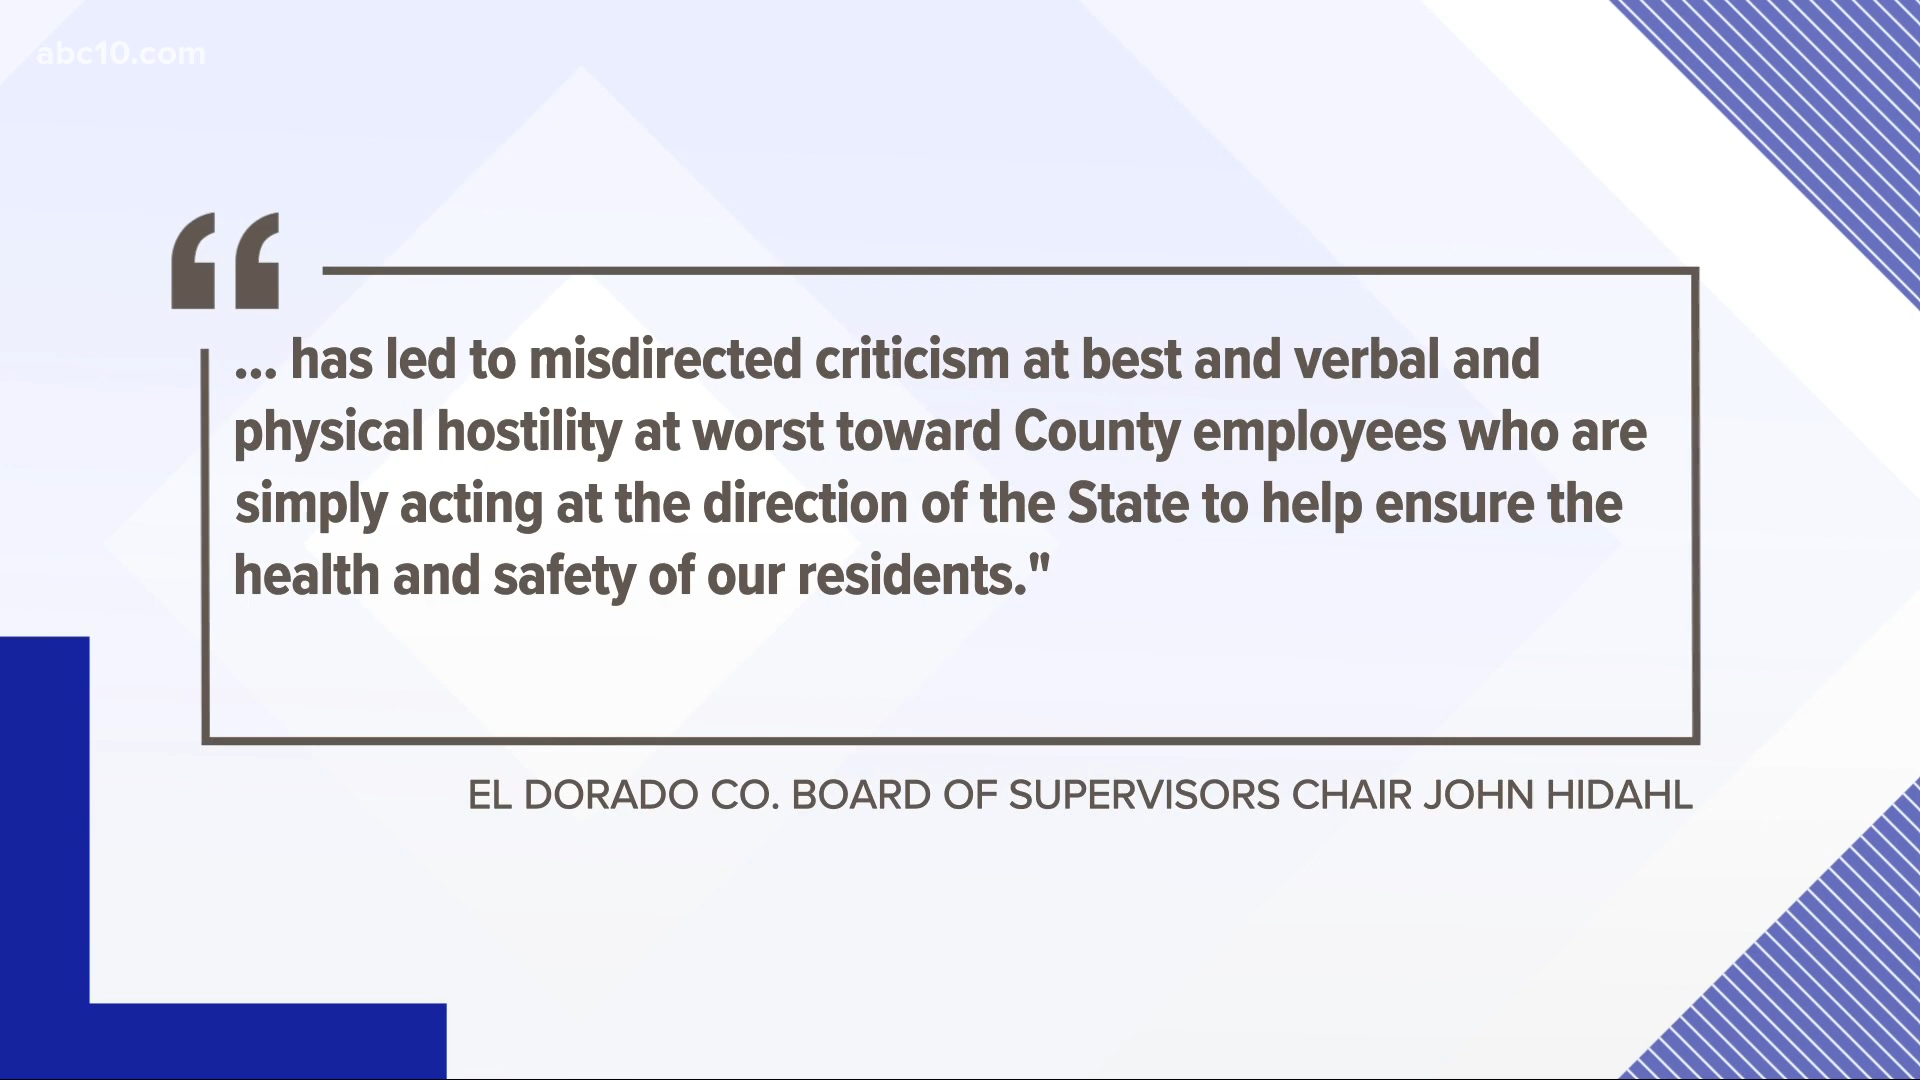 abc10.com
“
... has led to misdirected criticism at best and verbal and
physical hostility at worst toward County employees who are
simply acting at the direction of the State to help ensure the
health and safety of our residents."
EL DORADO CO. BOARD OF SUPERVISORS CHAIR JOHN HIDAHL